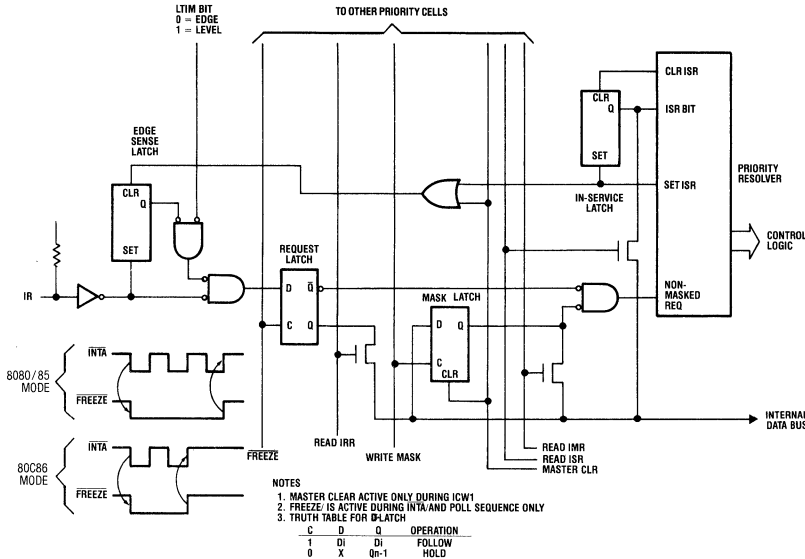 LTIM BIT
0 = EDGE
1 = LEVEL
TO OTHER PRIORITY CELLS
EDGE
SENSE
LATCH
CLR
Q
SET
CLR
Q
SET
IN-SERVICE
LATCH
CLR ISR
ISR BIT
SET ISR
NON-
MASKED
REQ
PRIORITY
RESOLVER
CONTROL
LOGIC
REQUEST
LATCH
D
Q
C
Q
MASK LATCH
D
Q
C
CLR
IR
8080/85
MODE
INTA
FREEZE
80C86
MODE
INTA
FREEZE
FREEZE
READ IRR
WRITE MASK
READ IMR
READ ISR
MASTER CLR
INTERNAL
DATA BUS
NOTES
1. MASTER CLEAR ACTIVE ONLY DURING ICW1
2. FREEZE/ IS ACTIVE DURING INTA/AND POLL SEQUENCE ONLY
3. TRUTH TABLE FOR D-LATCH
C D Q OPERATION
1 Di Di FOLLOW
0 X Qn-1 HOLD